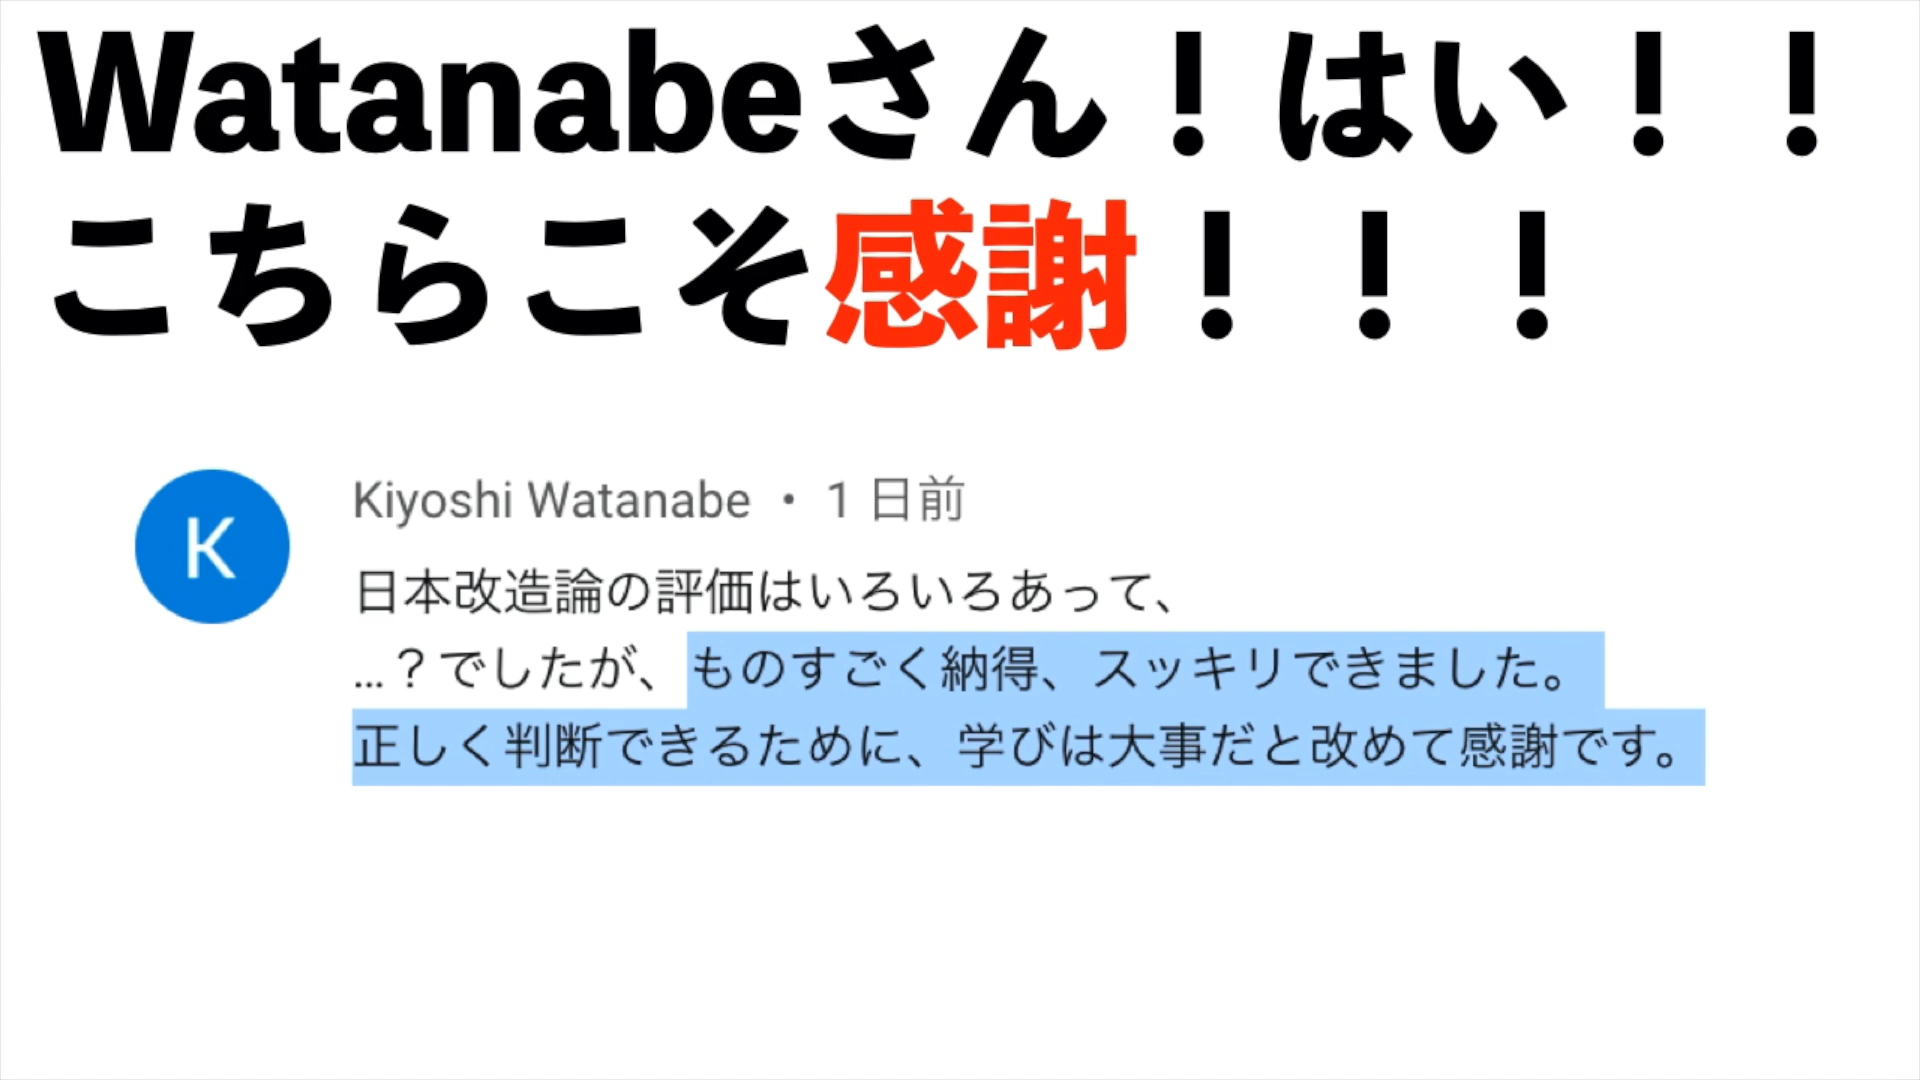 Watanabeさん！はい！！
こちらこそ感謝！！！
K
Kiyoshi Watanabe ・ 1 日前
日本改造論の評価はいろいろあって、
...？でしたが、ものすごく納得、スッキリできました。
正しく判断できるために、学びは大事だと改めて感謝です。